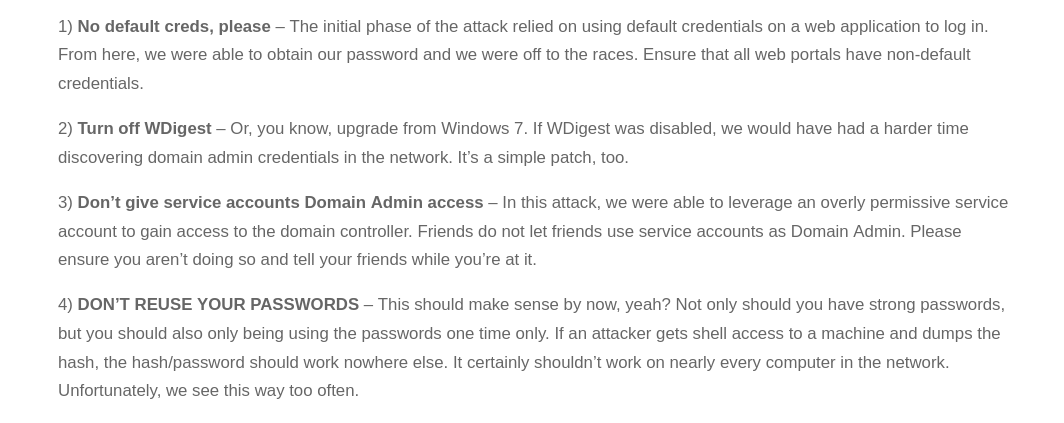 1) No default creds, please – The initial phase of the attack relied on using default credentials on a web application to log in.
From here, we were able to obtain our password and we were off to the races. Ensure that all web portals have non-default
credentials.
2) Turn off WDigest – Or, you know, upgrade from Windows 7. If WDigest was disabled, we would have had a harder time
discovering domain admin credentials in the network. It’s a simple patch, too.
3) Don’t give service accounts Domain Admin access – In this attack, we were able to leverage an overly permissive service
account to gain access to the domain controller. Friends do not let friends use service accounts as Domain Admin. Please
ensure you aren’t doing so and tell your friends while you’re at it.
4) DON’T REUSE YOUR PASSWORDS – This should make sense by now, yeah? Not only should you have strong passwords,
but you should also only being using the passwords one time only. If an attacker gets shell access to a machine and dumps the
hash, the hash/password should work nowhere else. It certainly shouldn’t work on nearly every computer in the network.
Unfortunately, we see this way too often.